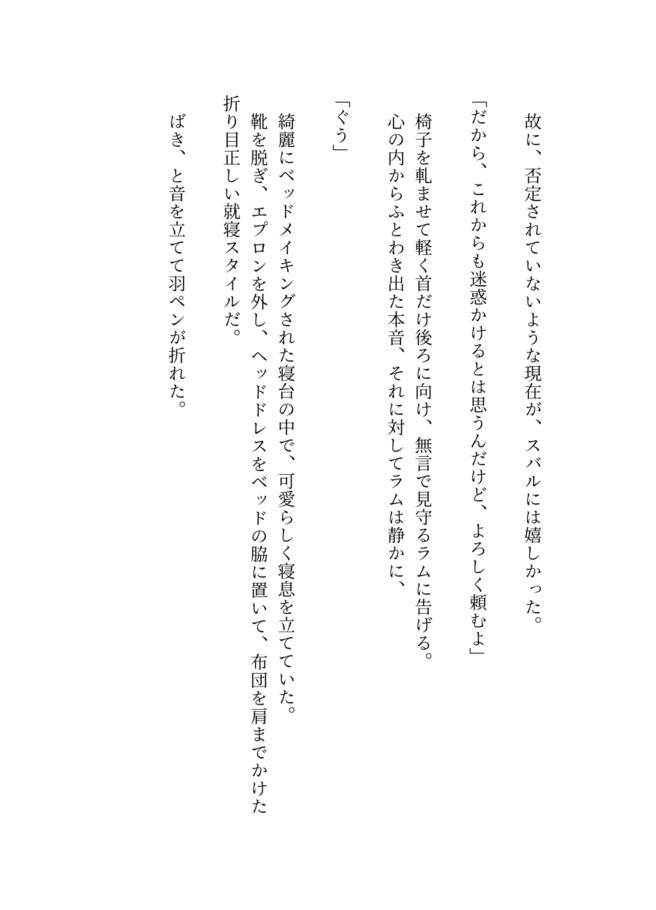 故に、否定されていないような現在が、スバルには嬉しかった。
「だから、これからも迷惑かけるとは思うんだけど、よろしく頼むよ」
椅子を軋ませて軽く首だけ後ろに向け、無言で見守るラムに告げる。
心の内からふとわき出た本音、それに対してラムは静かに、
「ぐう」
綺麗にベッドメイキングされた寝台の中で、可愛らしく寝息を立てていた。
靴を脱ぎ、エプロンを外し、ヘッドドレスをベッドの脇に置いて、布団を肩までかけた
折り目正しい就寝スタイルだ。
ばき、と音を立てて羽ペンが折れた。